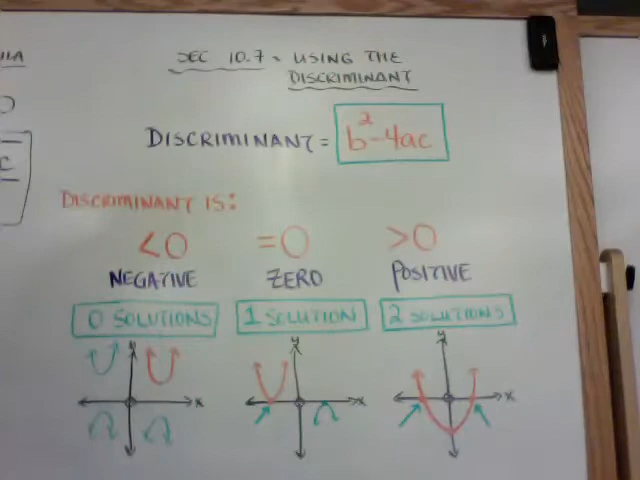 SEC 10.7 - USING THE
DISCRIMINANT
DISCRIMINANT = b²-4ac
DISCRIMINANT IS:
<0 =0 >0
NEGATIVE ZERO POSITIVE
0 SOLUTIONS 1 SOLUTION 2 SOLUTIONS
y y y
x x x